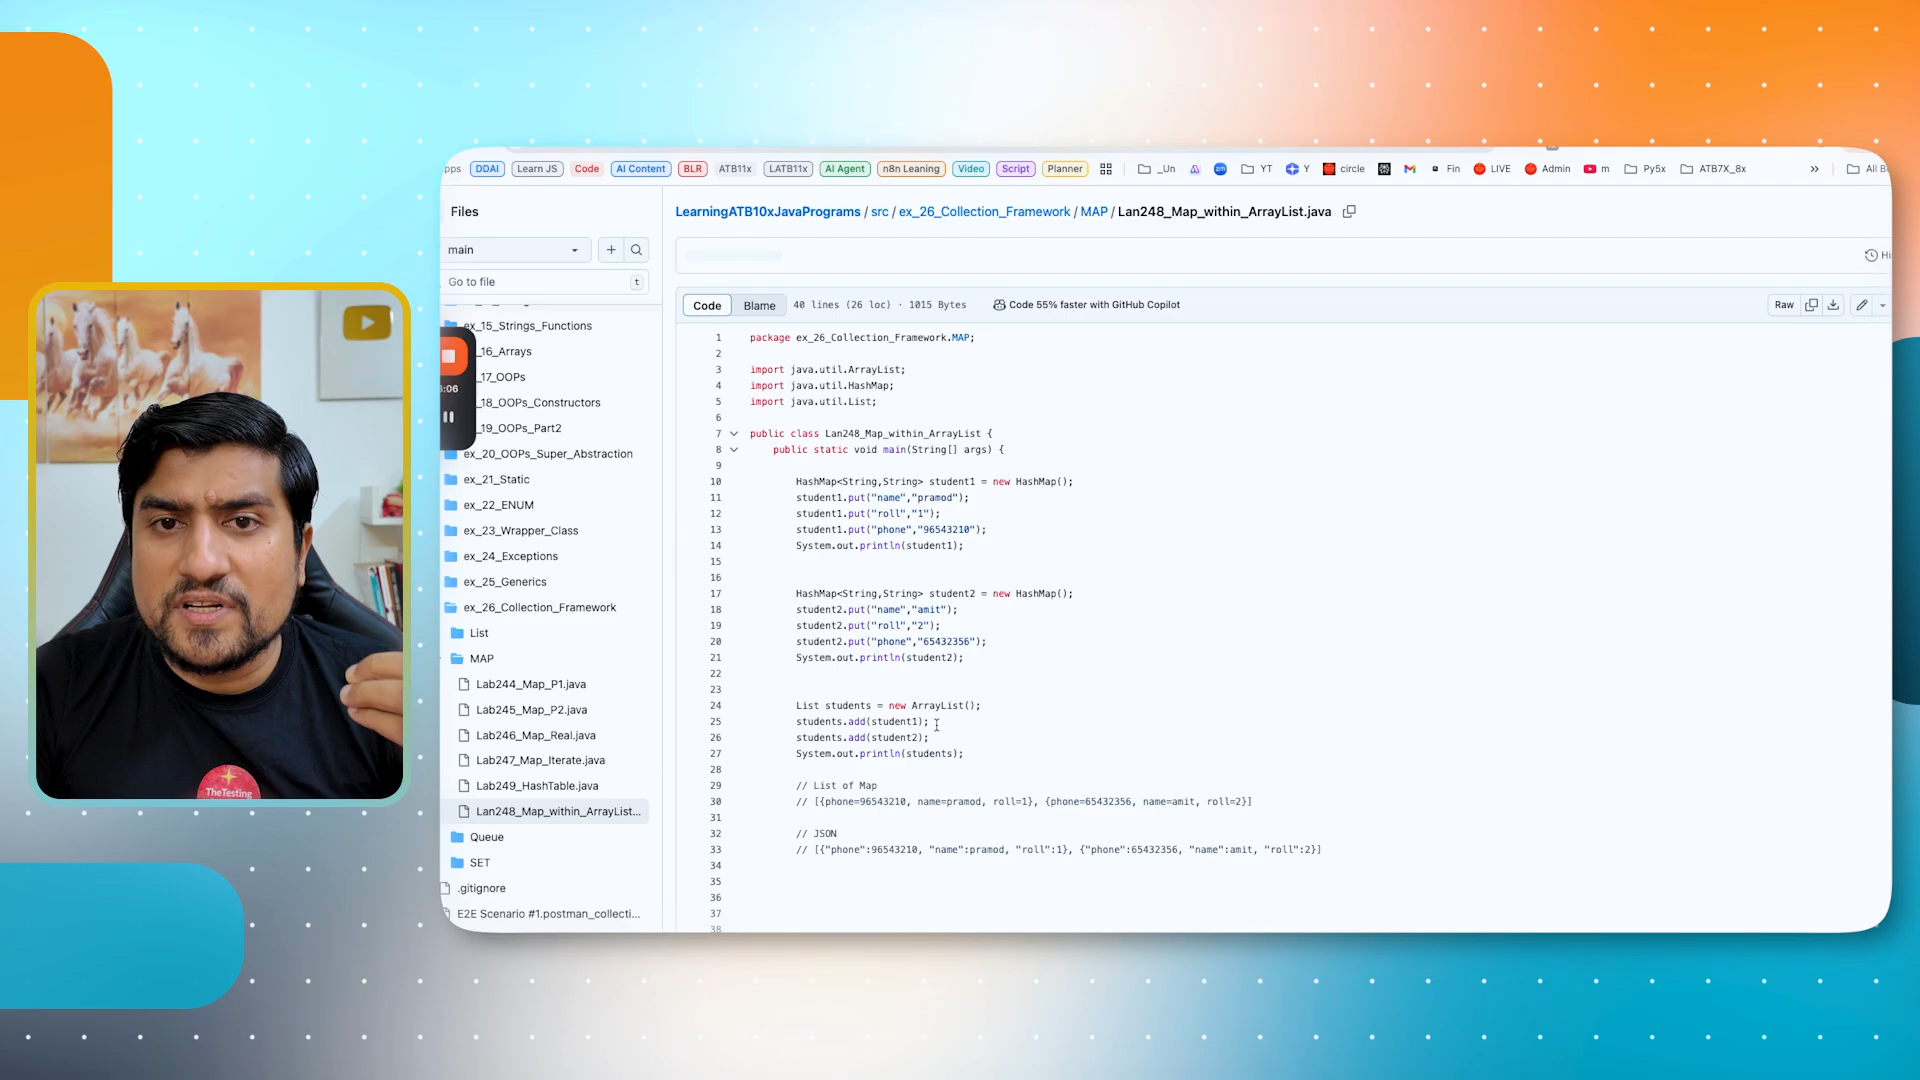 pps DDAI Learn JS Code AI Content BLR ATB11x LATB11x AI Agent n8n Leaning Video Script Planner _Un YT Y circle Fin LIVE Admin m Py5x ATB7X_8x » All B
Files
main
Go to file t
ex_15_Strings_Functions
_16_Arrays
_17_OOPs
_18_OOPs_Constructors
_19_OOPs_Part2
ex_20_OOPs_Super_Abstraction
ex_21_Static
ex_22_ENUM
ex_23_Wrapper_Class
ex_24_Exceptions
ex_25_Generics
ex_26_Collection_Framework
List
MAP
Lab244_Map_P1.java
Lab245_Map_P2.java
Lab246_Map_Real.java
Lab247_Map_Iterate.java
Lab249_HashTable.java
Lan248_Map_within_ArrayList...
Queue
SET
.gitignore
E2E Scenario #1.postman_collecti...
:06
TheTesting
LearningATB10xJavaPrograms / src / ex_26_Collection_Framework / MAP / Lan248_Map_within_ArrayList.java
Hi
Code Blame 40 lines (26 loc) · 1015 Bytes Code 55% faster with GitHub Copilot Raw
1 package ex_26_Collection_Framework.MAP;
2
3 import java.util.ArrayList;
4 import java.util.HashMap;
5 import java.util.List;
6
7 public class Lan248_Map_within_ArrayList {
8 public static void main(String[] args) {
9
10 HashMap<String,String> student1 = new HashMap();
11 student1.put("name","pramod");
12 student1.put("roll","1");
13 student1.put("phone","96543210");
14 System.out.println(student1);
15
16
17 HashMap<String,String> student2 = new HashMap();
18 student2.put("name","amit");
19 student2.put("roll","2");
20 student2.put("phone","65432356");
21 System.out.println(student2);
22
23
24 List students = new ArrayList();
25 students.add(student1);
26 students.add(student2);
27 System.out.println(students);
28
29 // List of Map
30 // [{phone=96543210, name=pramod, roll=1}, {phone=65432356, name=amit, roll=2}]
31
32 // JSON
33 // [{"phone":96543210, "name":pramod, "roll":1}, {"phone":65432356, "name":amit, "roll":2}]
34
35
36
37
38